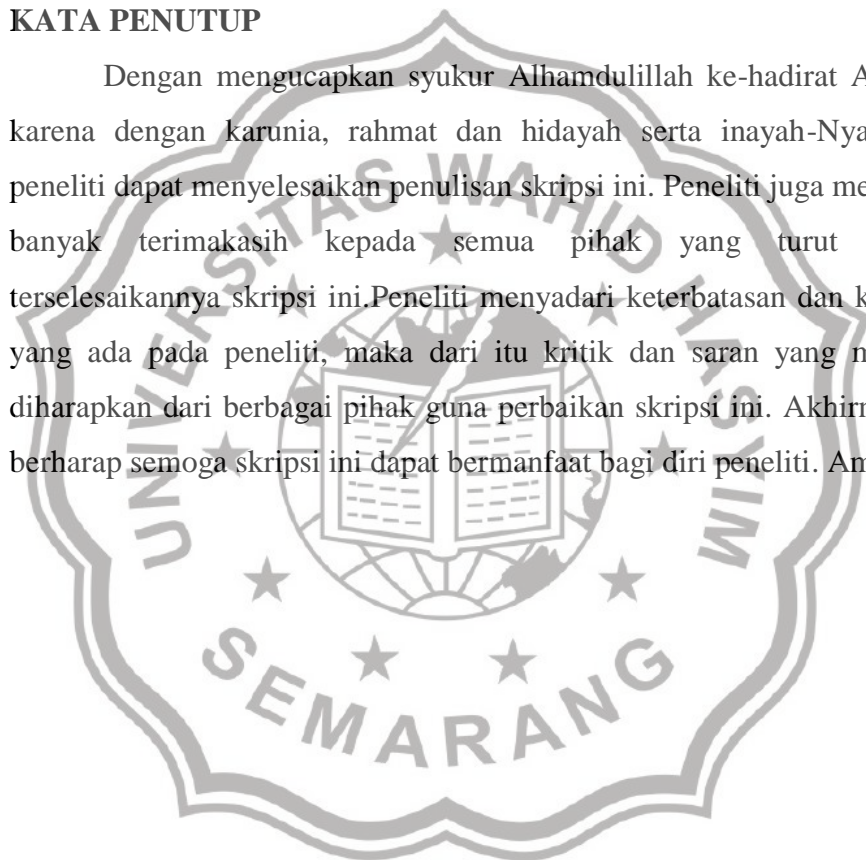 KATA PENUTUP
Dengan mengucapkan syukur Alhamdulillah ke-hadirat A
karena dengan karunia, rahmat dan hidayah serta inayah-Nya
peneliti dapat menyelesaikan penulisan skripsi ini. Peneliti juga me
banyak terimakasih kepada semua pihak yang turut
terselesaikannya skripsi ini.Peneliti menyadari keterbatasan dan k
yang ada pada peneliti, maka dari itu kritik dan saran yang m
diharapkan dari berbagai pihak guna perbaikan skripsi ini. Akhirn
berharap semoga skripsi ini dapat bermanfaat bagi diri peneliti. Am
UNIVERSITAS WAHID HASYIM
SEMARANG